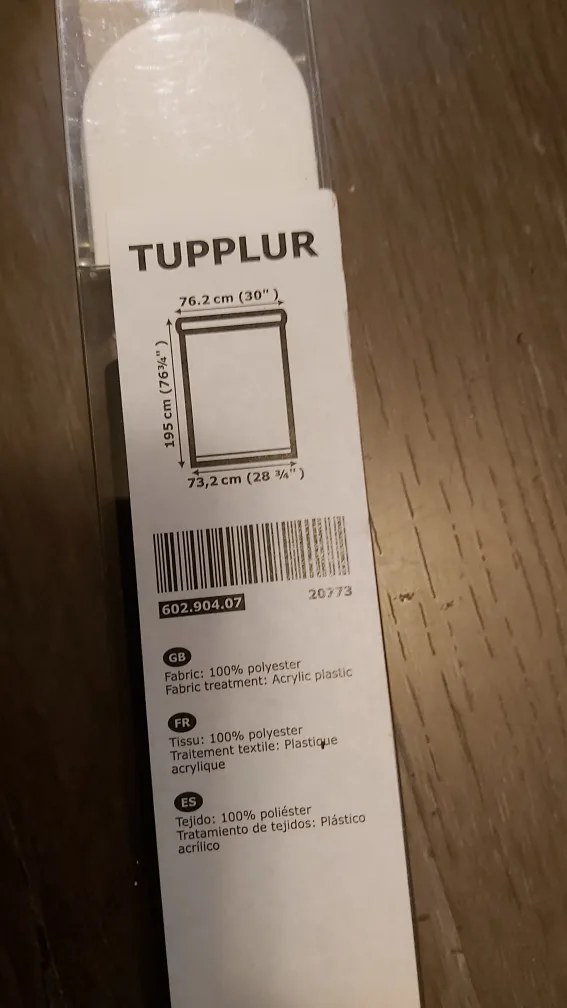 TUPPLUR
76.2 cm (30")
195 cm (76¾")
73,2 cm (28 ¾")
602.904.07
20773
GB
Fabric: 100% polyester
Fabric treatment: Acrylic plastic
FR
Tissu: 100% polyester
Traitement textile: Plastique
acrylique
ES
Tejido: 100% poliéster
Tratamiento de tejidos: Plástico
acrílico